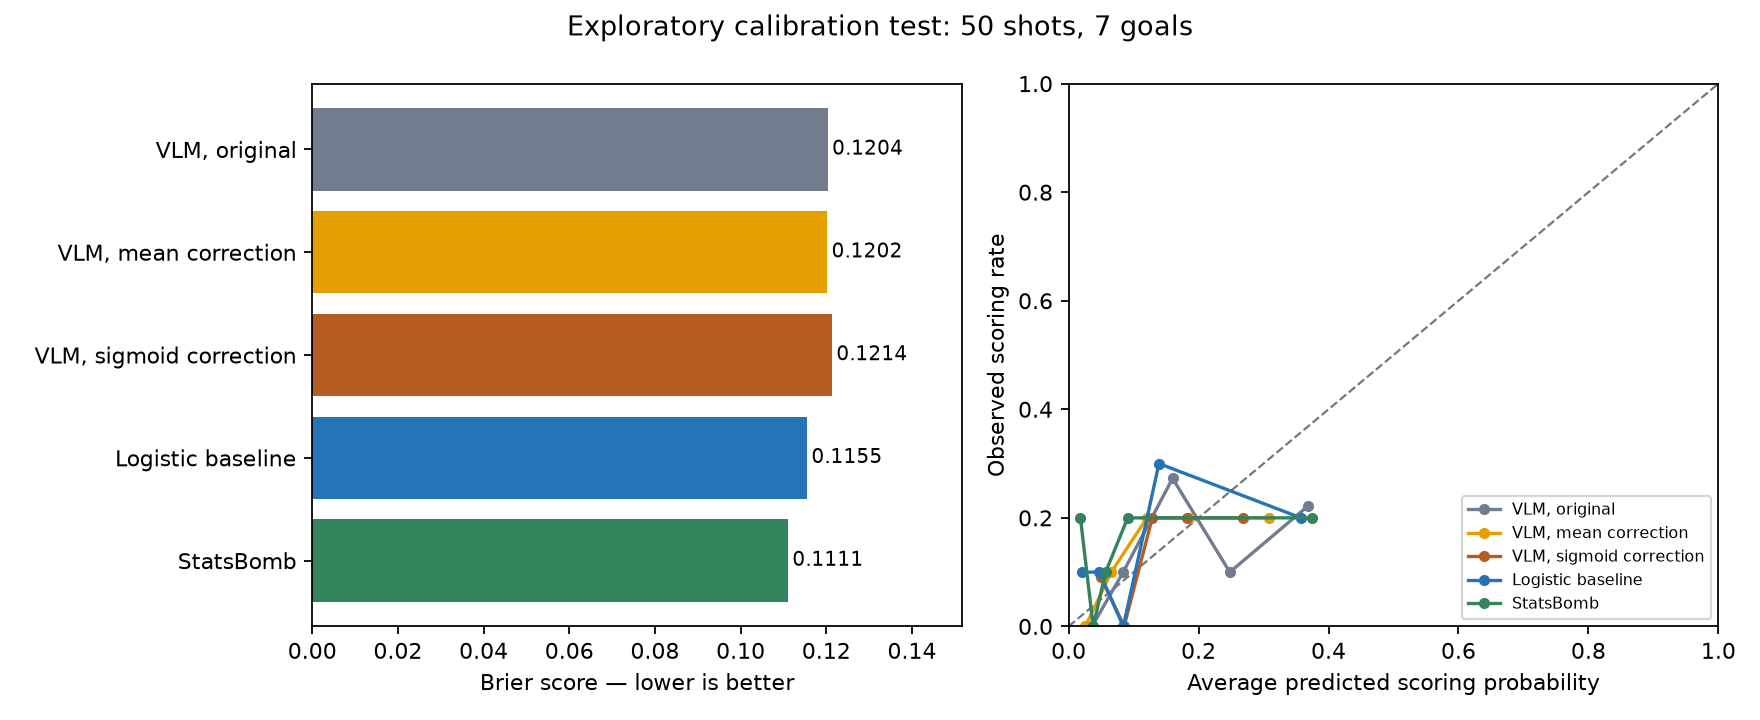 Exploratory calibration test: 50 shots, 7 goals
VLM, original
0.1204
VLM, mean correction
0.1202
VLM, sigmoid correction
0.1214
Logistic baseline
0.1155
StatsBomb
0.1111
0.00 0.02 0.04 0.06 0.08 0.10 0.12 0.14
Brier score — lower is better
Observed scoring rate
1.0
0.8
0.6
0.4
0.2
0.0
VLM, original
VLM, mean correction
VLM, sigmoid correction
Logistic baseline
StatsBomb
0.0 0.2 0.4 0.6 0.8 1.0
Average predicted scoring probability